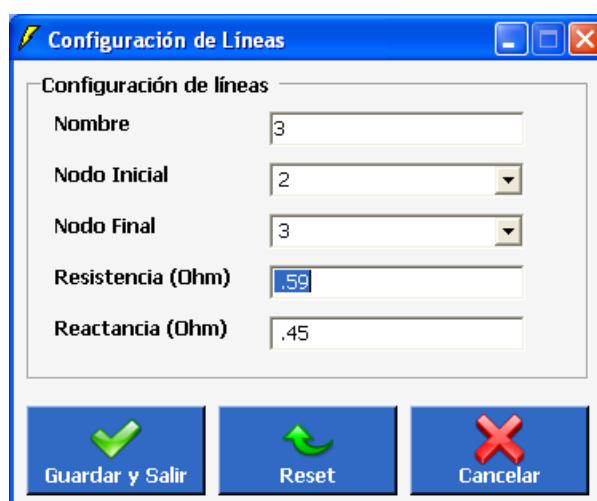 Configuración de Líneas
Configuración de líneas
Nombre
3
Nodo Inicial
2
Nodo Final
3
Resistencia (Ohm)
.59
Reactancia (Ohm)
.45
Guardar y Salir
Reset
Cancelar